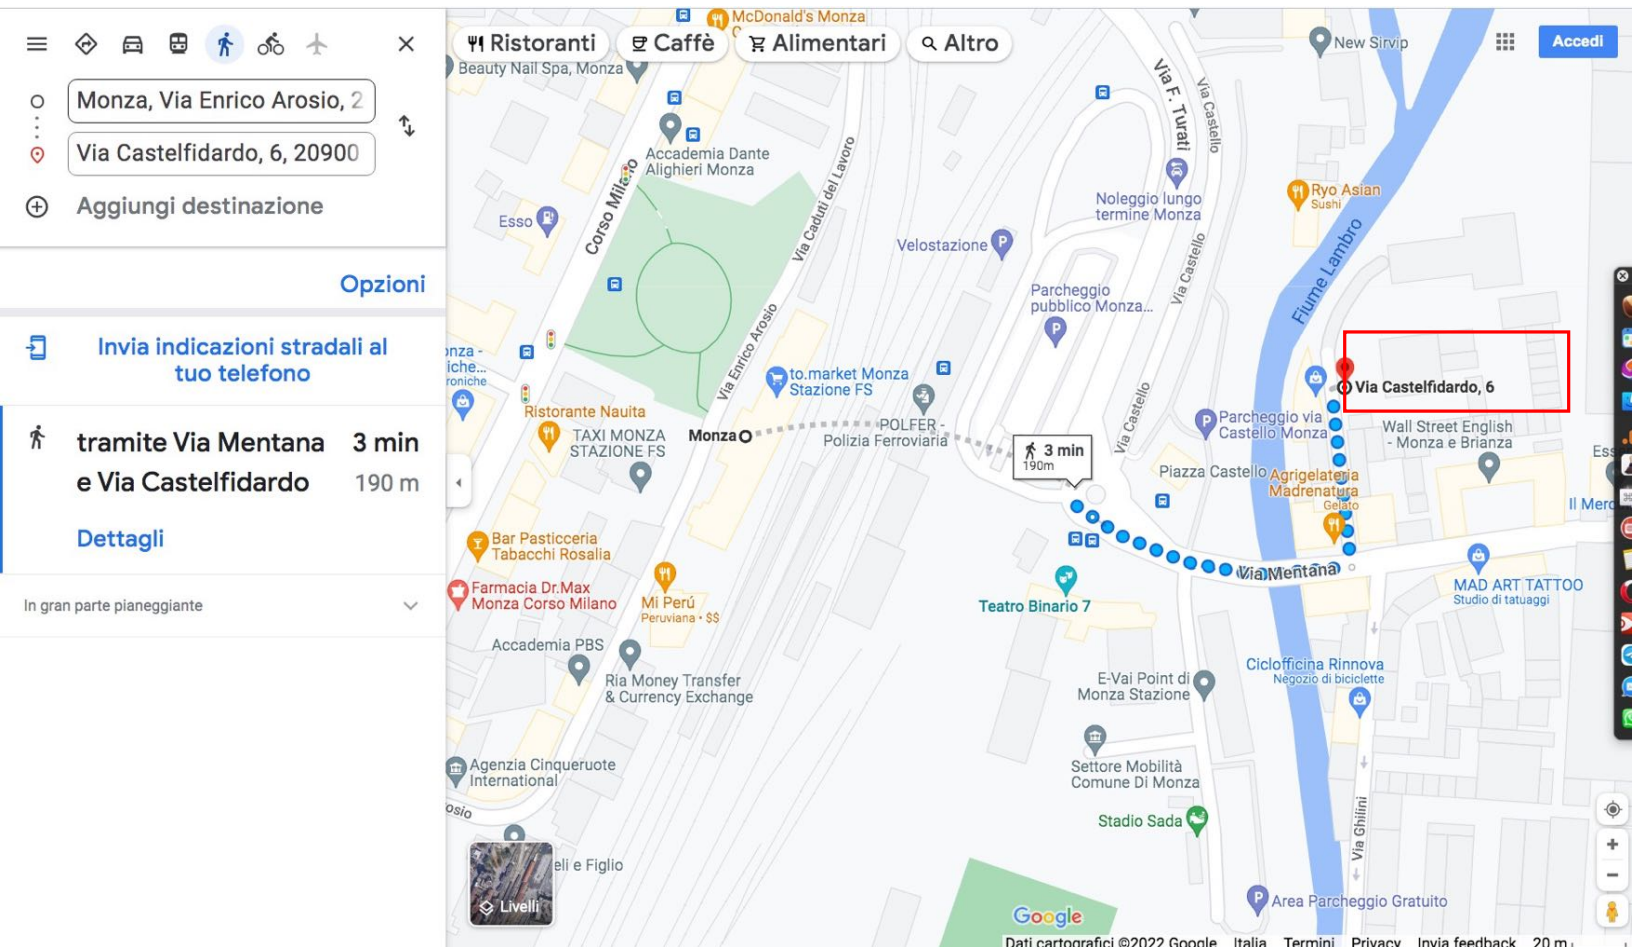 Monza, Via Enrico Arosio, 2
Via Castelfidardo, 6, 20900
Aggiungi destinazione
Opzioni
Invia indicazioni stradali al
tuo telefono
tramite Via Mentana
e Via Castelfidardo
3 min
190 m
Dettagli
In gran parte pianeggiante
Ristoranti
Caffè
Alimentari
Altro
Accedi
McDonald's Monza
Beauty Nail Spa, Monza
New Sirvip
Via F. Turati
Via Castello
Accademia Dante
Alighieri Monza
Corso Milano
Via Caduti del Lavoro
Esso
Noleggio lungo
termine Monza
Ryo Asian
Sushi
Velostazione
Via Castello
Fiume Lambro
Parcheggio
pubblico Monza...
Via Enrico Arosio
nza -
iche...
roniche
to.market Monza
Stazione FS
Via Castelfidardo, 6
Ristorante Nauita
TAXI MONZA
STAZIONE FS
Monza
POLFER -
Polizia Ferroviaria
Via Castello
Parcheggio via
Castello Monza
Wall Street English
- Monza e Brianza
3 min
190m
Piazza Castello
Agrigelateria
Madrenatura
Gelato
Ess
Il Merc
Bar Pasticceria
Tabacchi Rosalia
Via Mentana
Farmacia Dr.Max
Monza Corso Milano
Mi Perú
Peruviana • $$
Teatro Binario 7
MAD ART TATTOO
Studio di tatuaggi
Accademia PBS
Ria Money Transfer
& Currency Exchange
E-Vai Point di
Monza Stazione
Ciclofficina Rinnova
Negozio di biciclette
Agenzia Cinqueruote
International
Settore Mobilità
Comune Di Monza
osio
Stadio Sada
Via Ghilini
eli e Figlio
Livelli
Area Parcheggio Gratuito
Google
Dati cartografici ©2022 Google Italia Termini Privacy Invia feedback 20 m